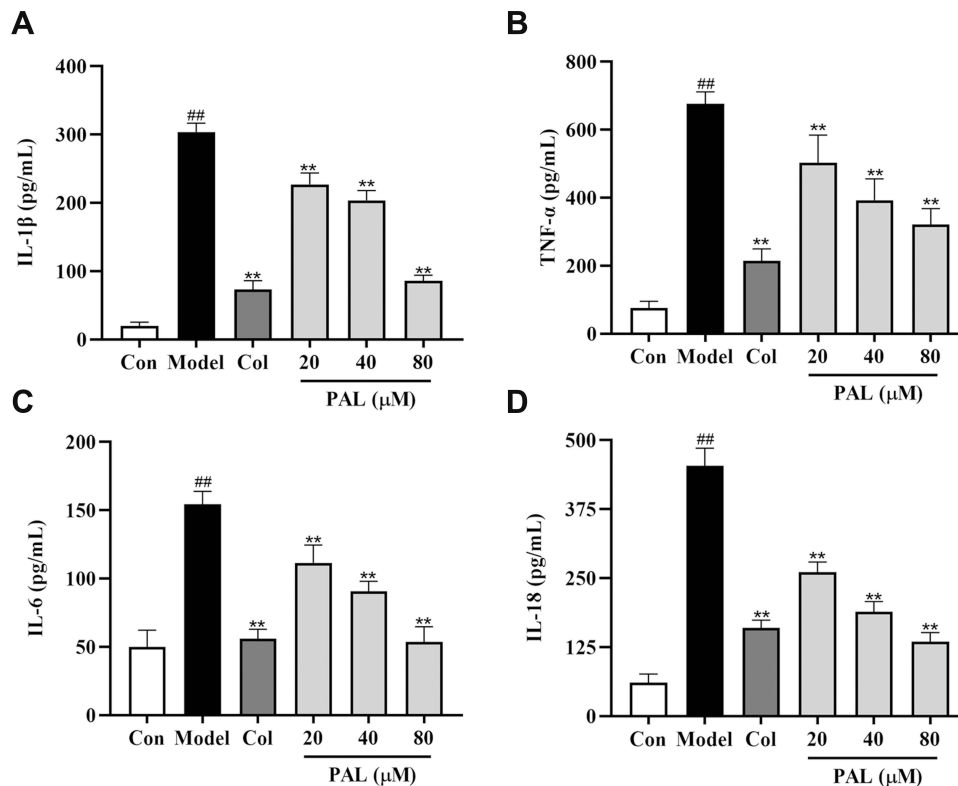 A
IL-1β (pg/mL)
400
300
200
100
0
##
**
**
**
**
Con Model Col 20 40 80
PAL (μM)
B
TNF-α (pg/mL)
800
600
400
200
0
##
**
**
**
**
Con Model Col 20 40 80
PAL (μM)
C
IL-6 (pg/mL)
200
150
100
50
0
##
**
**
**
**
Con Model Col 20 40 80
PAL (μM)
D
IL-18 (pg/mL)
500
375
250
125
0
##
**
**
**
**
Con Model Col 20 40 80
PAL (μM)